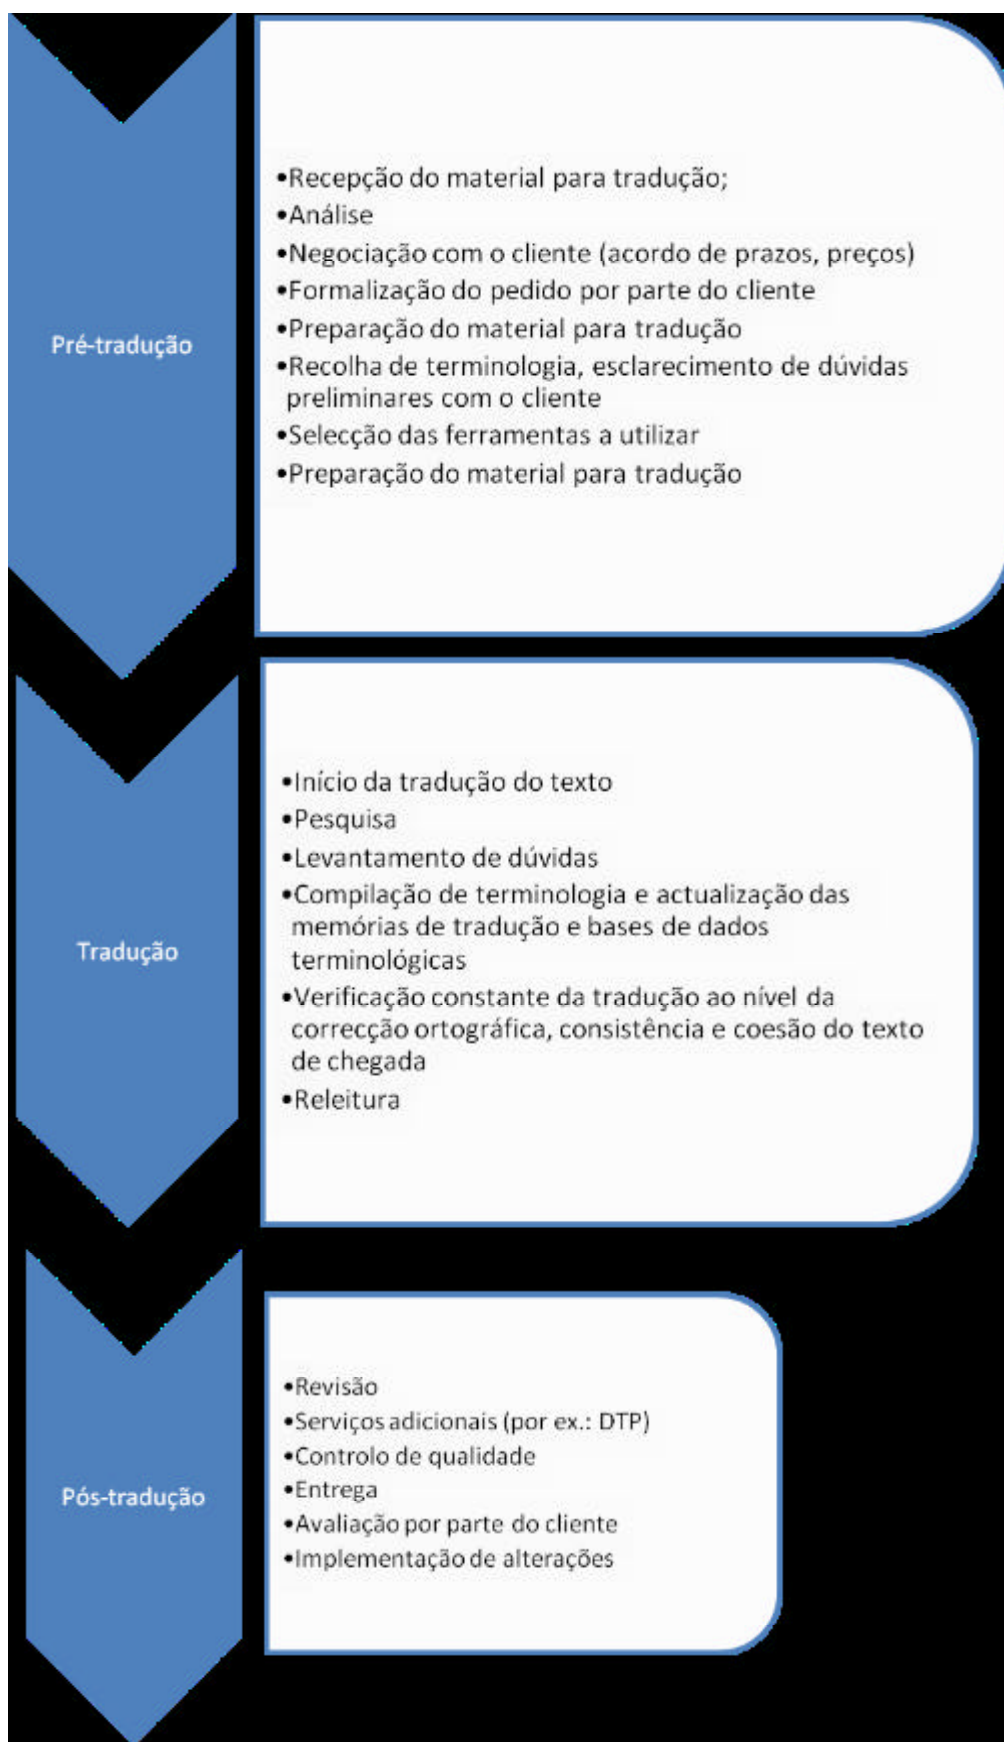 Pré-tradução
•Recepção do material para tradução;
•Análise
•Negociação com o cliente (acordo de prazos, preços)
•Formalização do pedido por parte do cliente
•Preparação do material para tradução
•Recolha de terminologia, esclarecimento de dúvidas
preliminares com o cliente
•Selecção das ferramentas a utilizar
•Preparação do material para tradução
Tradução
•Início da tradução do texto
•Pesquisa
•Levantamento de dúvidas
•Compilação de terminologia e actualização das
memórias de tradução e bases de dados
terminológicas
•Verificação constante da tradução ao nível da
correcção ortográfica, consistência e coesão do texto
de chegada
•Releitura
Pós-tradução
•Revisão
•Serviços adicionais (por ex.: DTP)
•Controlo de qualidade
•Entrega
•Avaliação por parte do cliente
•Implementação de alterações